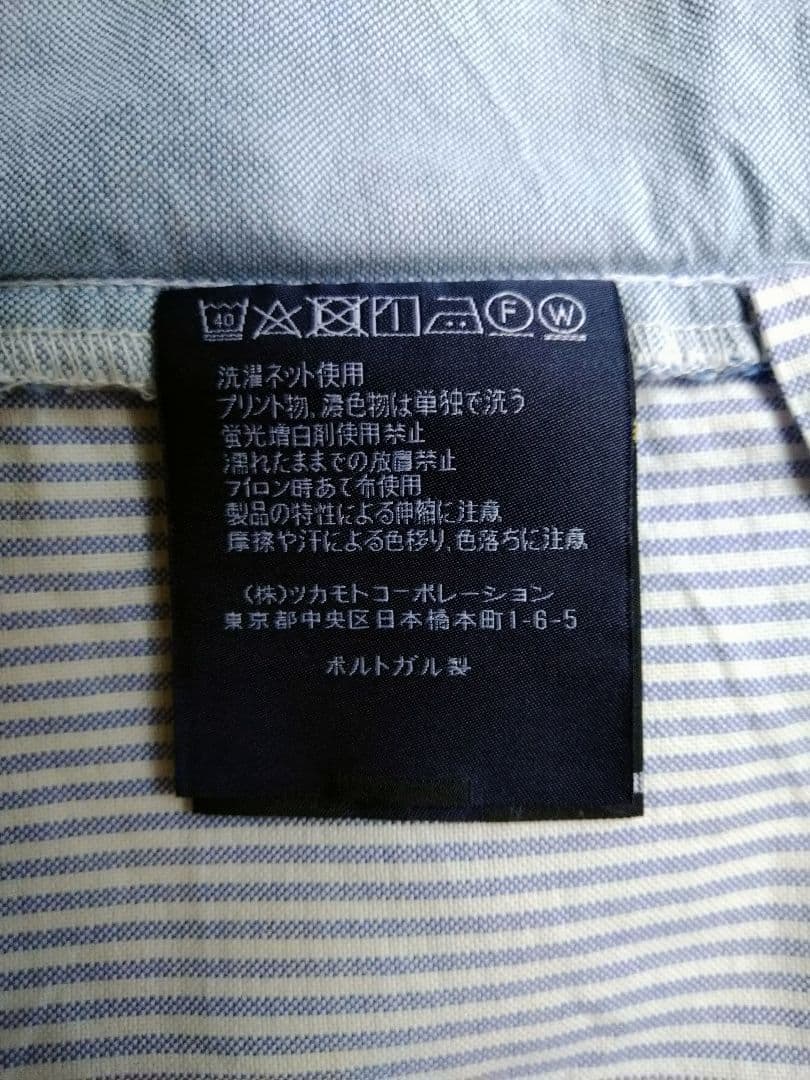 40 F W
洗濯ネット使用
プリント物、濃色物は単独で洗う
蛍光増白剤使用禁止
濡れたままでの放置禁止
アイロン時あて布使用
製品の特性による伸縮に注意
摩擦や汗による色移り、色落ちに注意
(株)ツカモトコーポレーション
東京都中央区日本橋本町1-6-5
ポルトガル製